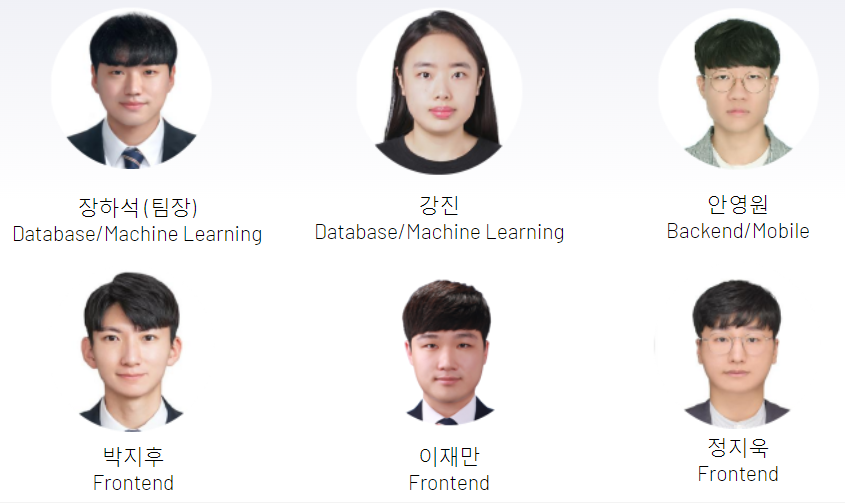 장하석(팀장)
Database/Machine Learning
강진
Database/Machine Learning
안영원
Backend/Mobile
박지후
Frontend
이재만
Frontend
정지욱
Frontend